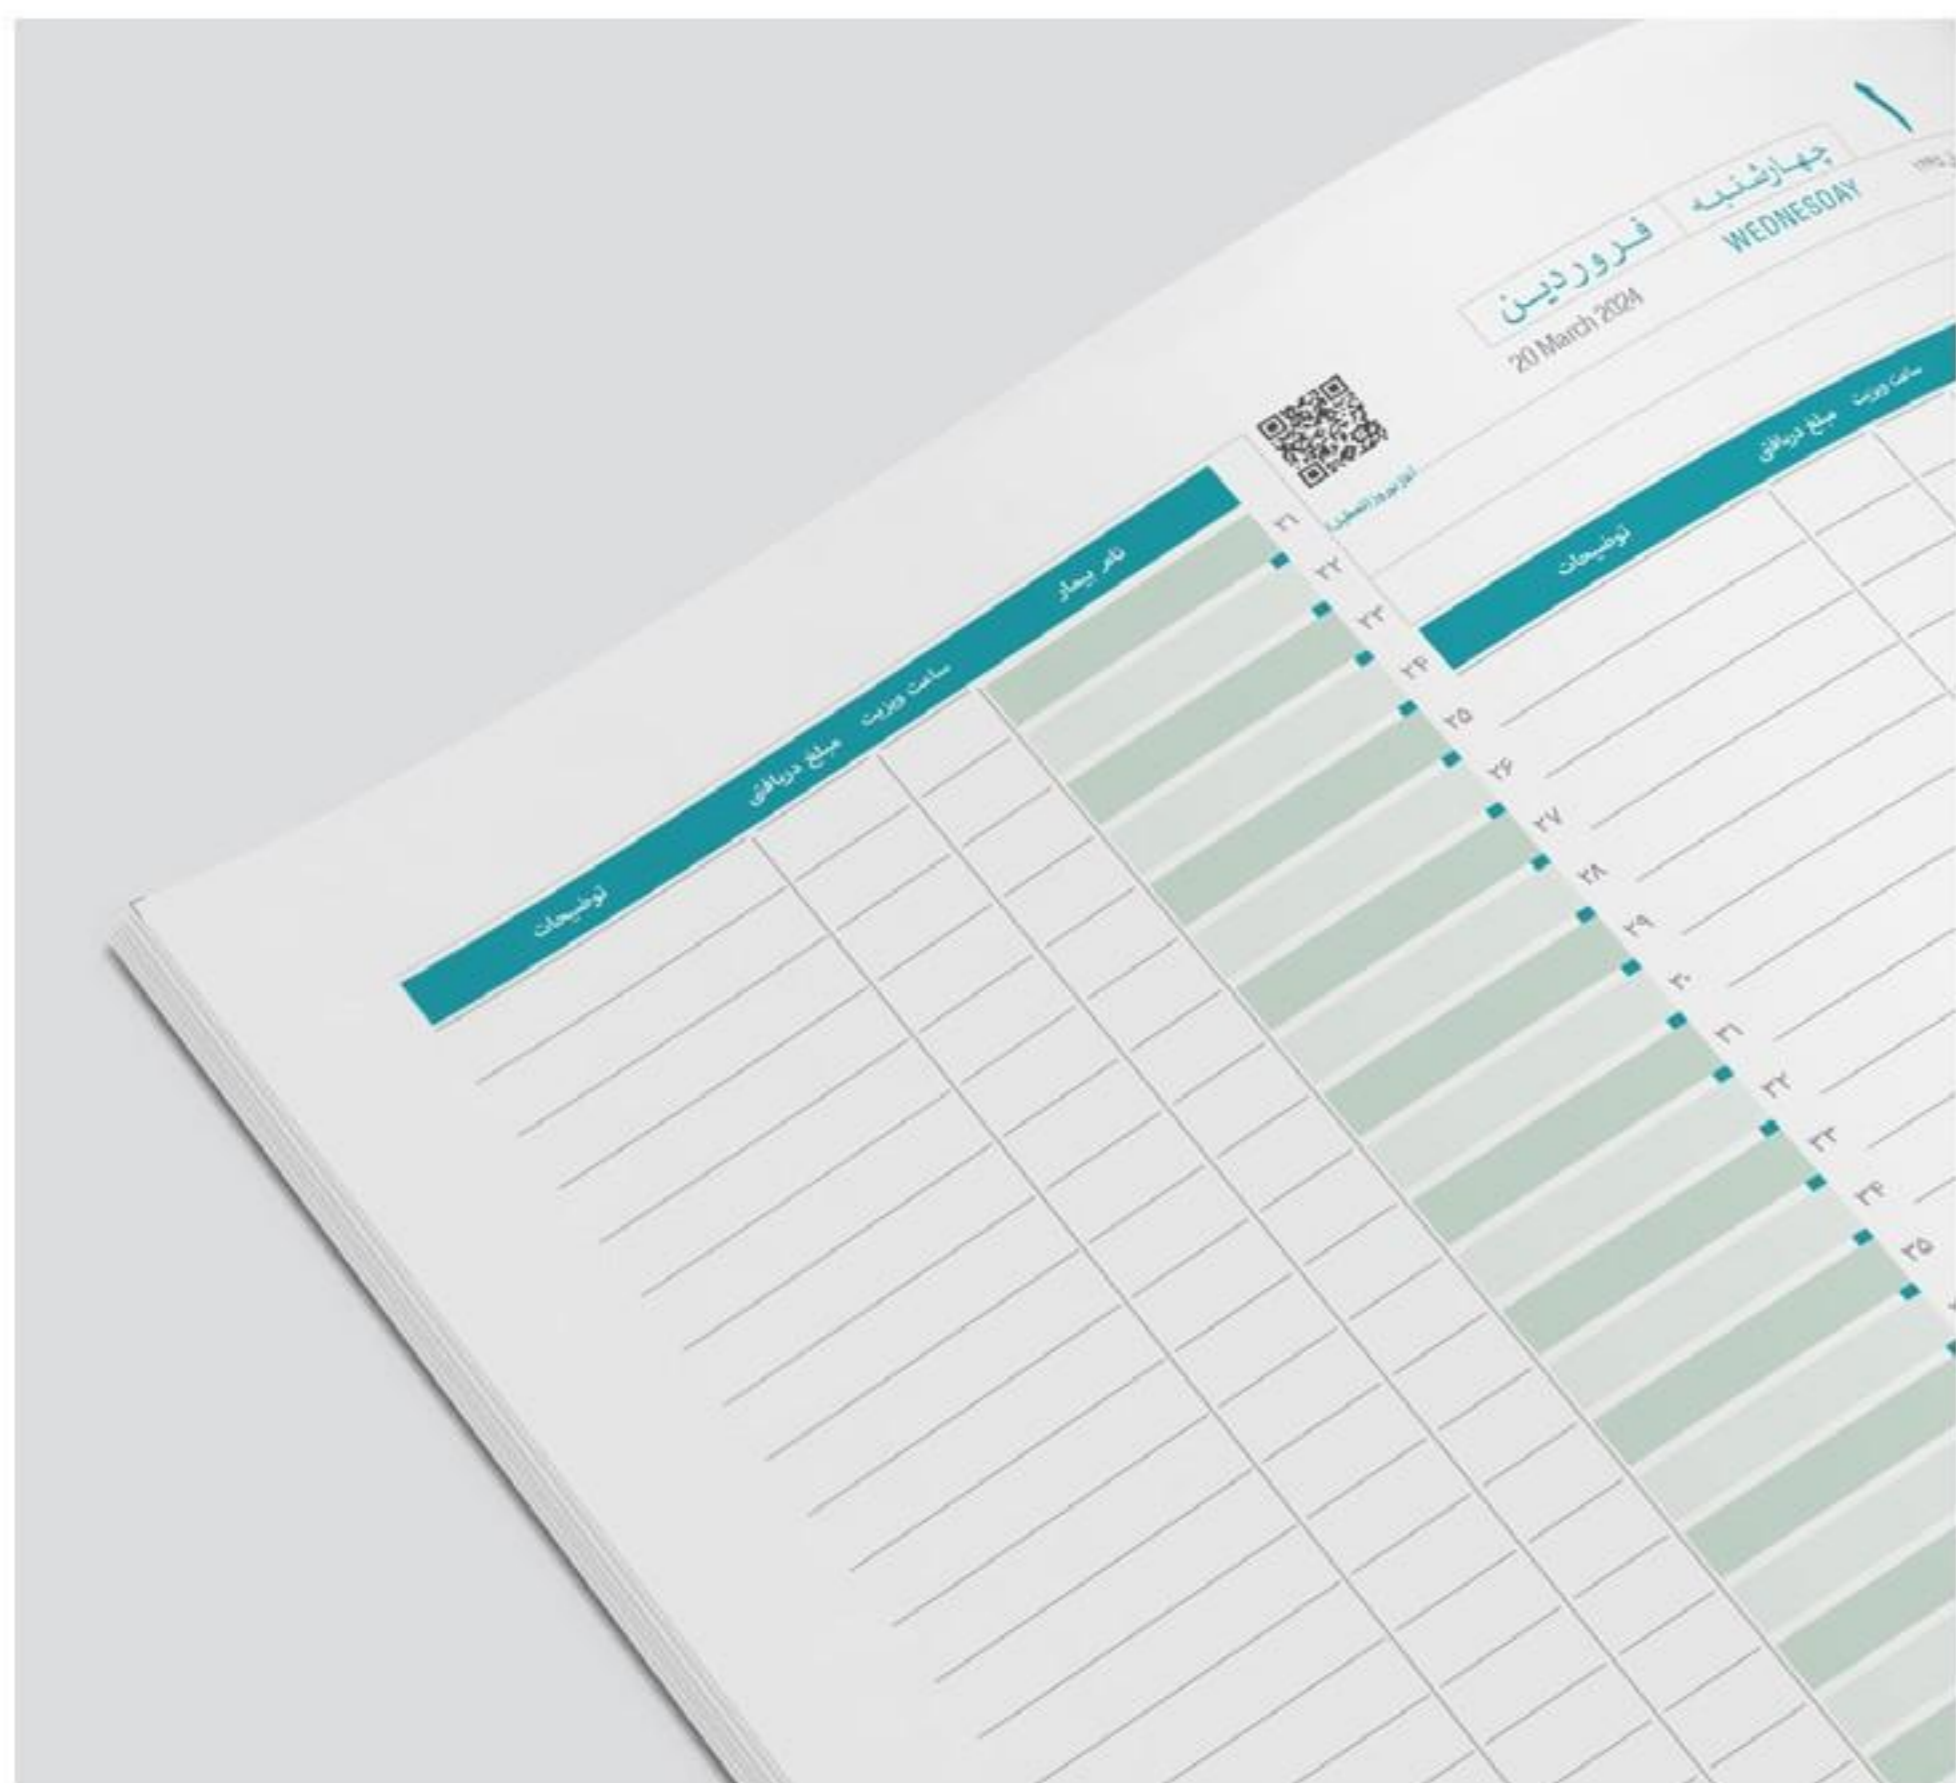 ۱
چهارشنبه
فروردین
WEDNESDAY
20 March 2024
ساعت ویزیت
مبلغ دریافتی
توضیحات
نام بیمار
ساعت ویزیت
مبلغ دریافتی
توضیحات
۲۱
۲۲
۲۳
۲۴
۲۵
۲۶
۲۷
۲۸
۲۹
۳۰
۳۱
۳۲
۳۳
۳۴
۳۵